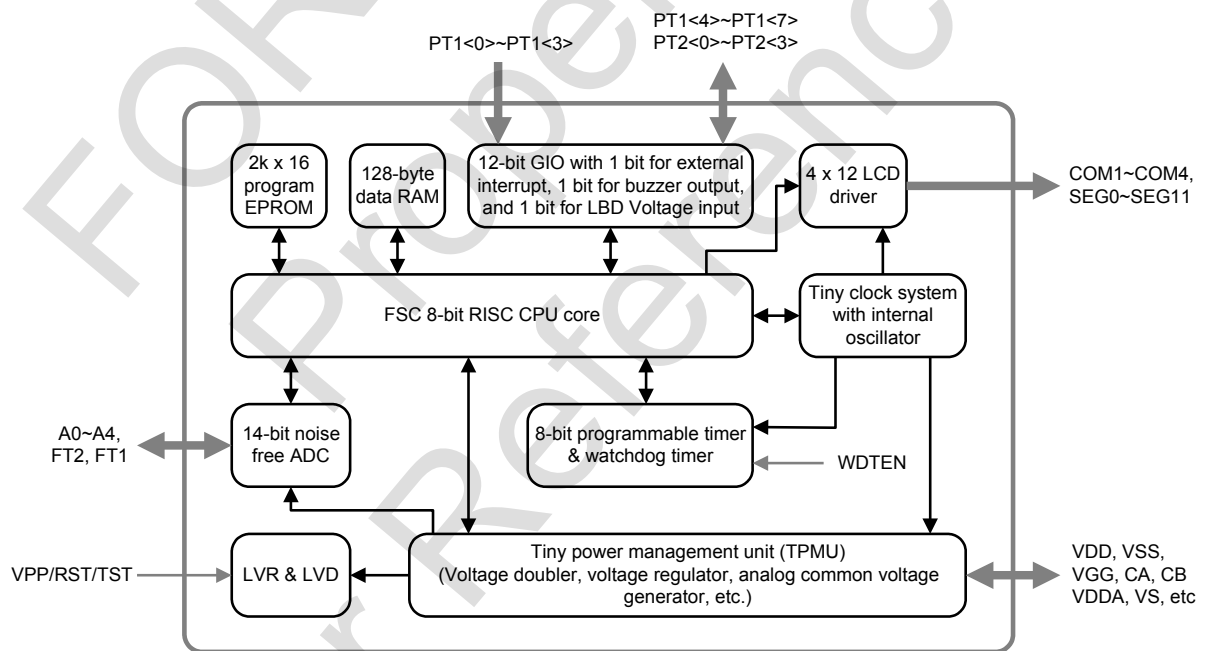 PT1<0>~PT1<3>
PT1<4>~PT1<7>
PT2<0>~PT2<3>
2k x 16
program
EPROM
128-byte
data RAM
12-bit GIO with 1 bit for external
interrupt, 1 bit for buzzer output,
and 1 bit for LBD Voltage input
4 x 12 LCD
driver
COM1~COM4,
SEG0~SEG11
FSC 8-bit RISC CPU core
Tiny clock system
with internal
oscillator
A0~A4,
FT2, FT1
14-bit noise
free ADC
8-bit programmable timer
& watchdog timer
WDTEN
VPP/RST/TST
LVR & LVD
Tiny power management unit (TPMU)
(Voltage doubler, voltage regulator, analog common voltage
generator, etc.)
VDD, VSS,
VGG, CA, CB
VDDA, VS, etc